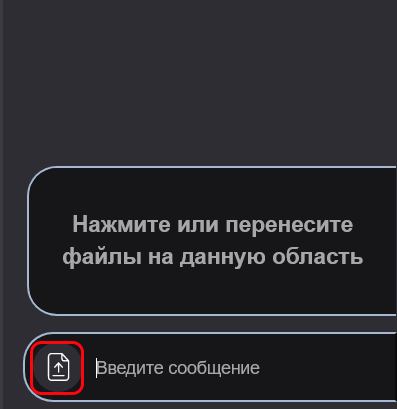 Нажмите или перенесите
файлы на данную область
Введите сообщение